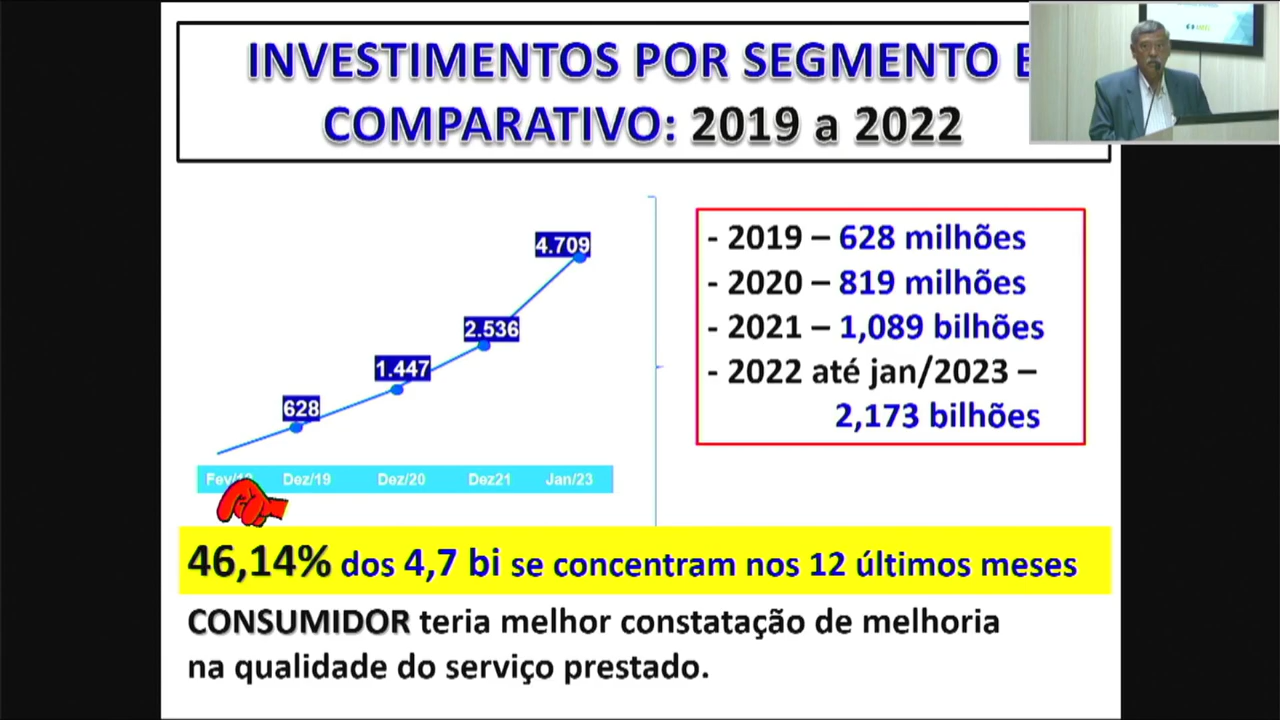 INVESTIMENTOS POR SEGMENTO E
COMPARATIVO: 2019 a 2022
4.709
2.536
1.447
628
Dez/19 Dez/20 Dez21 Jan/23
- 2019 – 628 milhões
- 2020 – 819 milhões
- 2021 – 1,089 bilhões
- 2022 até jan/2023 –
2,173 bilhões
46,14% dos 4,7 bi se concentram nos 12 últimos meses
CONSUMIDOR teria melhor constatação de melhoria
na qualidade do serviço prestado.